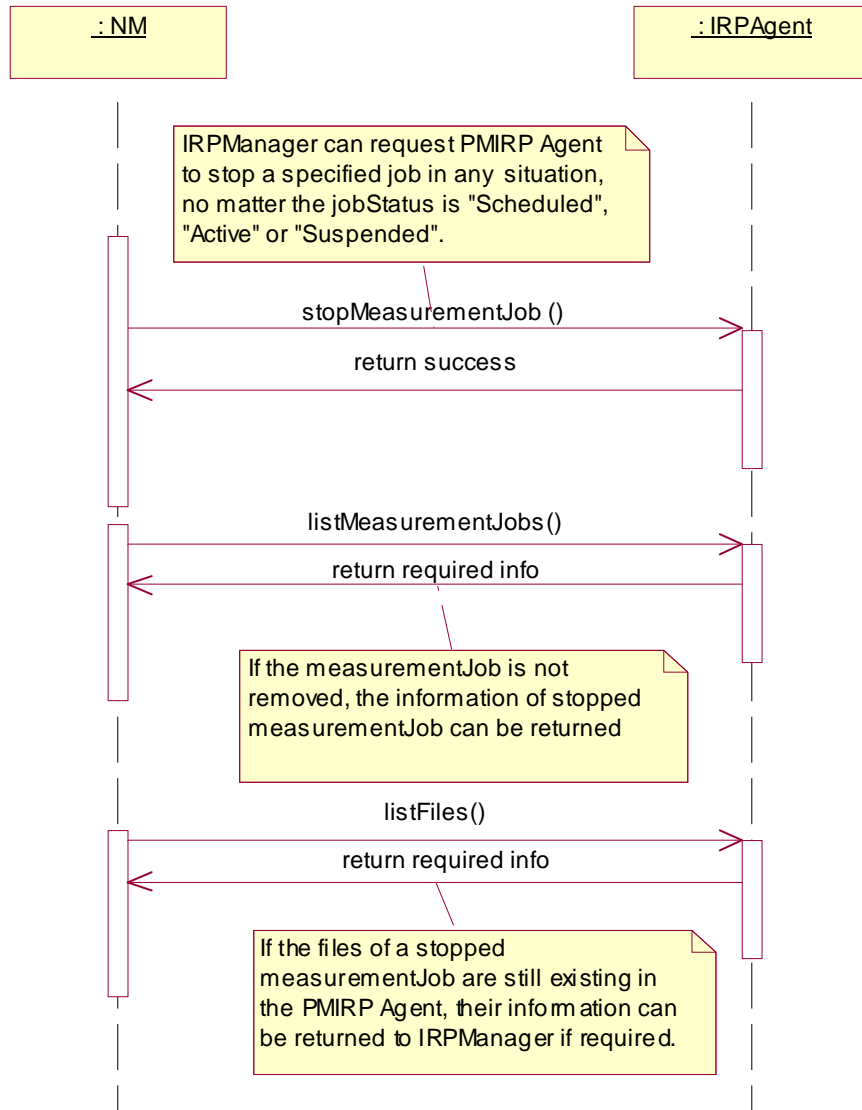 : NM
: IRPAgent
IRPManager can request PMIRP Agent
to stop a specified job in any situation,
no matter the jobStatus is "Scheduled",
"Active" or "Suspended".
stopMeasurementJob ()
return success
listMeasurementJobs()
return required info
If the measurementJob is not
removed, the information of stopped
measurementJob can be returned
listFiles()
return required info
If the files of a stopped
measurementJob are still existing in
the PMIRP Agent, their information can
be returned to IRPManager if required.